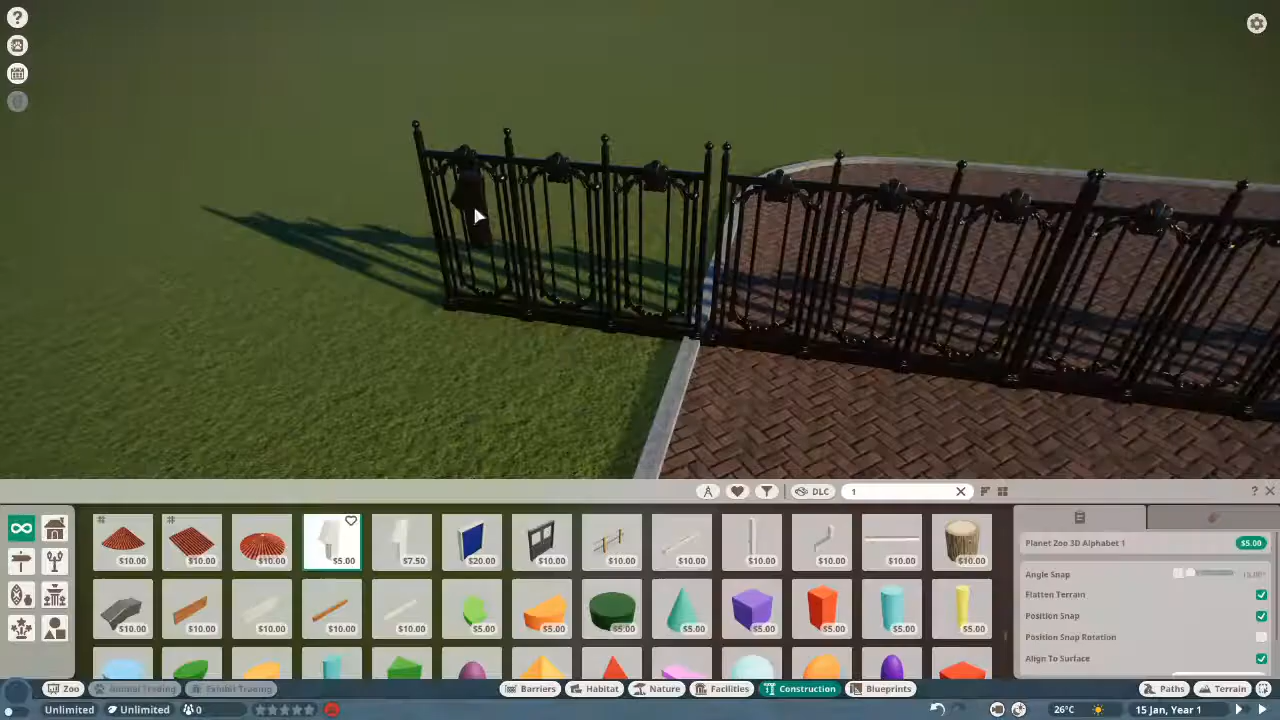 ?
DLC
1
? ×
$10.00 $10.00 $10.00 $5.00 $7.50 $20.00 $10.00 $10.00 $10.00 $10.00 $10.00 $10.00 $10.00
Planet Zoo 3D Alphabet 1 $5.00
Angle Snap
Flatten Terrain
Position Snap
Position Snap Rotation
Align To Surface
$10.00 $10.00 $10.00 $10.00 $10.00 $5.00 $5.00 $5.00 $5.00 $5.00 $5.00 $5.00 $5.00
Zoo Animal Trading Exhibit Trading Barriers Habitat Nature Facilities Construction Blueprints Paths Terrain
Unlimited Unlimited 0 26°C 15 Jan, Year 1